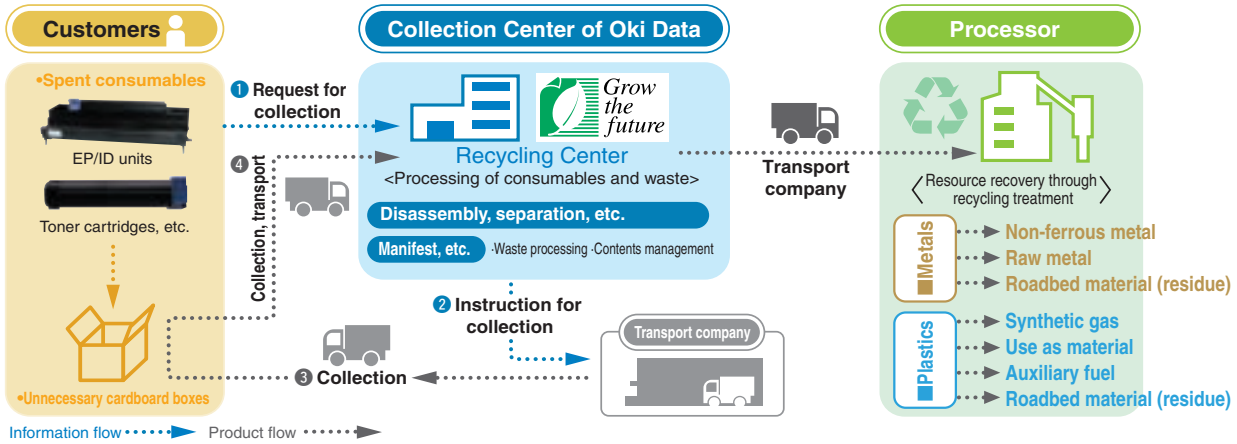 Customers
•Spent consumables
EP/ID units
Toner cartridges, etc.
•Unnecessary cardboard boxes
1 Request for
collection
4 Collection, transport
Collection Center of Oki Data
Grow
the
future
Recycling Center
<Processing of consumables and waste>
Disassembly, separation, etc.
Manifest, etc. ·Waste processing ·Contents management
2 Instruction for
collection
Transport company
3 Collection
Transport
company
Processor
Resource recovery through
recycling treatment
■Metals
Non-ferrous metal
Raw metal
Roadbed material (residue)
■Plastics
Synthetic gas
Use as material
Auxiliary fuel
Roadbed material (residue)
Information flow
Product flow